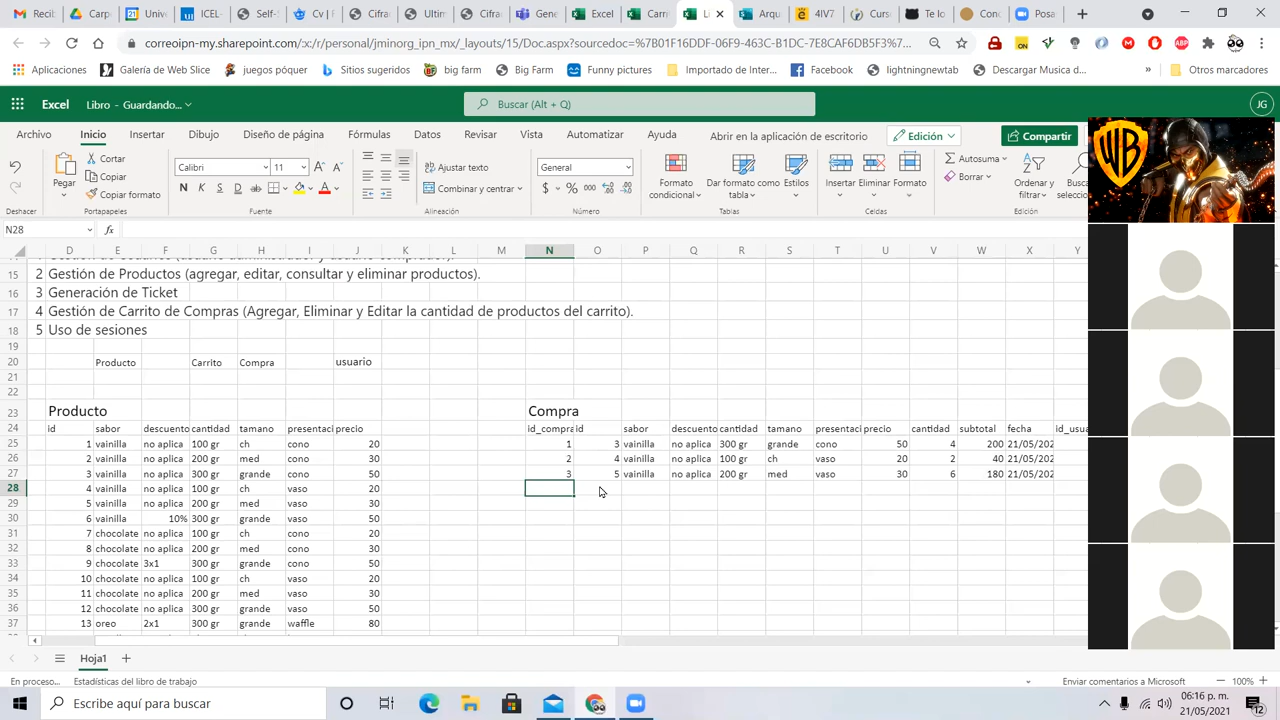 Recib Carp Univ ICEL- Self- Cv | F Cifra Ultim Cifra Gene Excel Carr Li Arqu 4IV Curri Te lo Conc Posa
correoipn-my.sharepoint.com/x:/r/personal/jminorg_ipn_mx/_layouts/15/Doc.aspx?sourcedoc=%7B01F16DDF-06F9-463C-B1DC-7E8CAF6DB5F3%7...
Aplicaciones Galería de Web Slice juegos póquer Sitios sugeridos big farm Big Farm Funny pictures Importado de Inter... Facebook lightningnewtab Descargar Musica d... » Otros marcadores
Excel Libro - Guardando... Buscar (Alt + Q) JG
Archivo Inicio Insertar Dibujo Diseño de página Fórmulas Datos Revisar Vista Automatizar Ayuda Abrir en la aplicación de escritorio Edición Compartir
Pegar Cortar Copiar Copiar formato Calibri 11 Ajustar texto Combinar y centrar General Formato condicional Dar formato como tabla Estilos Insertar Eliminar Formato Autosuma Borrar Ordenar y filtrar Busca
Deshacer Portapapeles Fuente Alineación Número Tablas Celdas Edición
N28 fx
D E F G H I J K L M N O P Q R S T U V W X Y
15 2 Gestión de Productos (agregar, editar, consultar y eliminar productos).
16 3 Generación de Ticket
17 4 Gestión de Carrito de Compras (Agregar, Eliminar y Editar la cantidad de productos del carrito).
18 5 Uso de sesiones
19
20 Producto Carrito Compra usuario
21
22
23 Producto Compra
24 id sabor descuento cantidad tamano presentaci precio id_compra id sabor descuento cantidad tamano presentaci precio cantidad subtotal fecha id_usua
25 1 vainilla no aplica 100 gr ch cono 20 1 3 vainilla no aplica 300 gr grande cono 50 4 200 21/05/202
26 2 vainilla no aplica 200 gr med cono 30 2 4 vainilla no aplica 100 gr ch vaso 20 2 40 21/05/202
27 3 vainilla no aplica 300 gr grande cono 50 3 5 vainilla no aplica 200 gr med vaso 30 6 180 21/05/202
28 4 vainilla no aplica 100 gr ch vaso 20
29 5 vainilla no aplica 200 gr med vaso 30
30 6 vainilla 10% 300 gr grande vaso 50
31 7 chocolate no aplica 100 gr ch cono 20
32 8 chocolate no aplica 200 gr med cono 30
33 9 chocolate 3x1 300 gr grande cono 50
34 10 chocolate no aplica 100 gr ch vaso 20
35 11 chocolate no aplica 200 gr med vaso 30
36 12 chocolate no aplica 300 gr grande vaso 50
37 13 oreo 2x1 300 gr grande waffle 80
Hoja1
En proceso... Estadísticas del libro de trabajo Enviar comentarios a Microsoft 100%
Escribe aquí para buscar 06:16 p. m.
21/05/2021 12